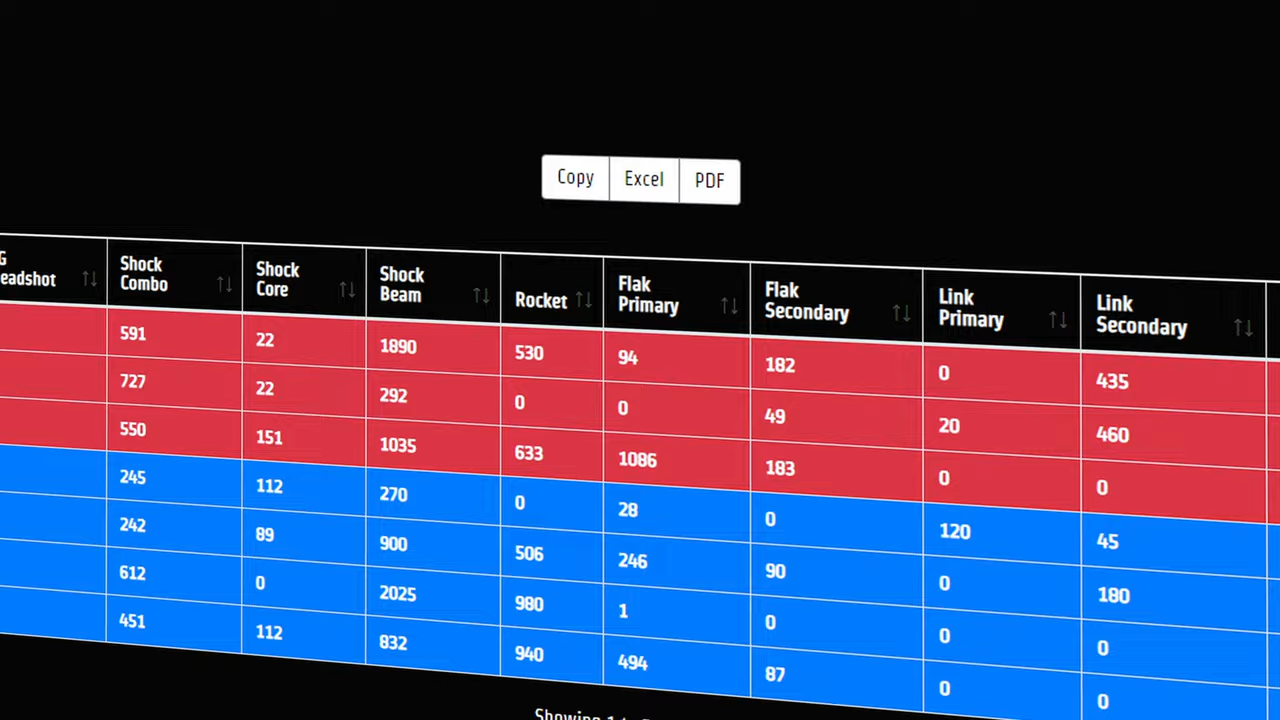 Copy Excel PDF
G
eadshot
Shock
Combo
Shock
Core
Shock
Beam
Rocket
Flak
Primary
Flak
Secondary
Link
Primary
Link
Secondary
591 22 1890 530 94 182 0 435
727 22 292 0 0 49 20 460
550 151 1035 633 1086 183 0 0
245 112 270 0 28 0 120 45
242 89 900 506 246 90 0 180
612 0 2025 980 1 0 0 0
451 112 832 940 494 87 0 0
Showing 1